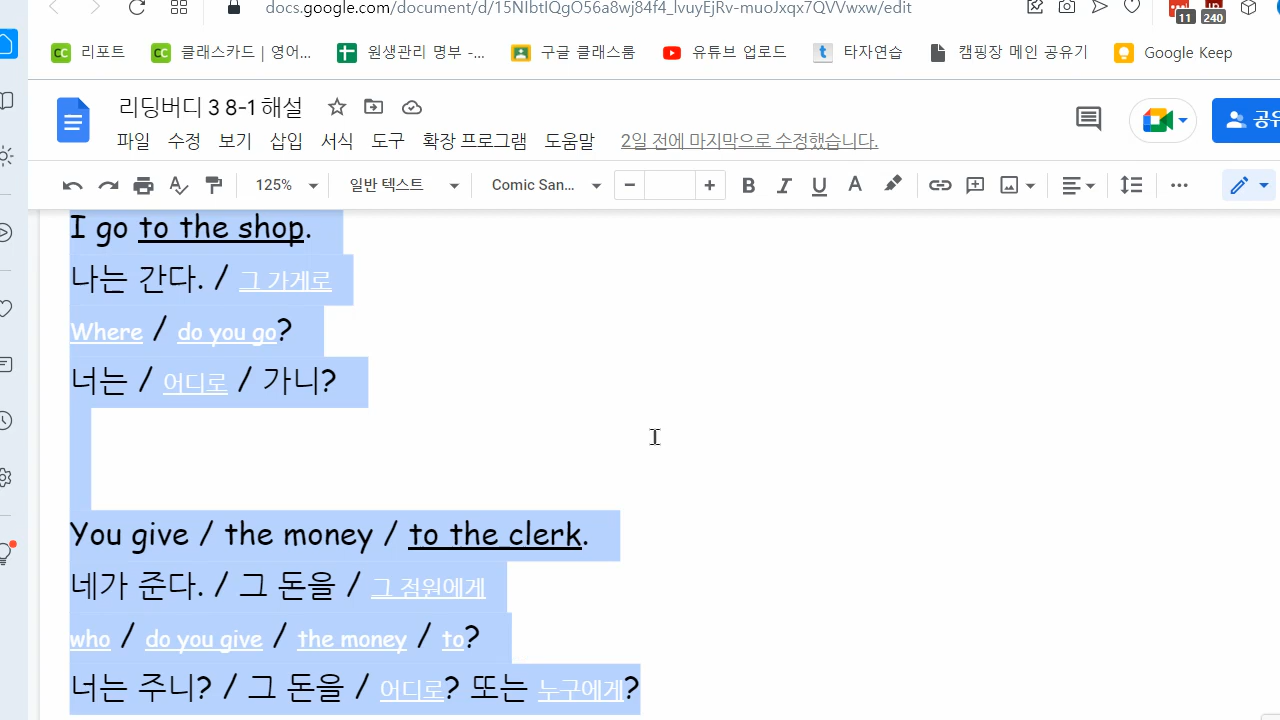 docs.google.com/document/d/15NIbtIQgO56a8wj84f4_lvuyEjRv-muoJxqx7QVVwxw/edit
11 240
리포트 클래스카드 | 영어... 원생관리 명부 -... 구글 클래스룸 유튜브 업로드 타자연습 캠핑장 메인 공유기 Google Keep
리딩버디 3 8-1 해설
공유
파일 수정 보기 삽입 서식 도구 확장 프로그램 도움말 2일 전에 마지막으로 수정했습니다.
125% 일반 텍스트 Comic San... − + B I U A
I go to the shop.
나는 간다. / 그 가게로
Where / do you go?
너는 / 어디로 / 가니?
You give / the money / to the clerk.
네가 준다. / 그 돈을 / 그 점원에게
who / do you give / the money / to?
너는 주니? / 그 돈을 / 어디로? 또는 누구에게?